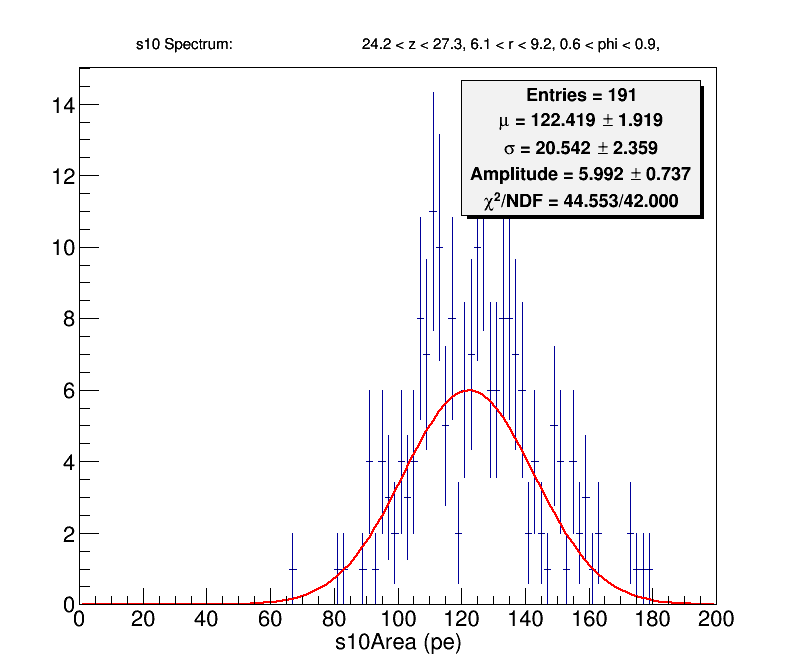 s10 Spectrum: 24.2 < z < 27.3, 6.1 < r < 9.2, 0.6 < phi < 0.9,
Entries = 191
μ = 122.419 ± 1.919
σ = 20.542 ± 2.359
Amplitude = 5.992 ± 0.737
χ²/NDF = 44.553/42.000
14
12
10
8
6
4
2
0
0 20 40 60 80 100 120 140 160 180 200
s10Area (pe)